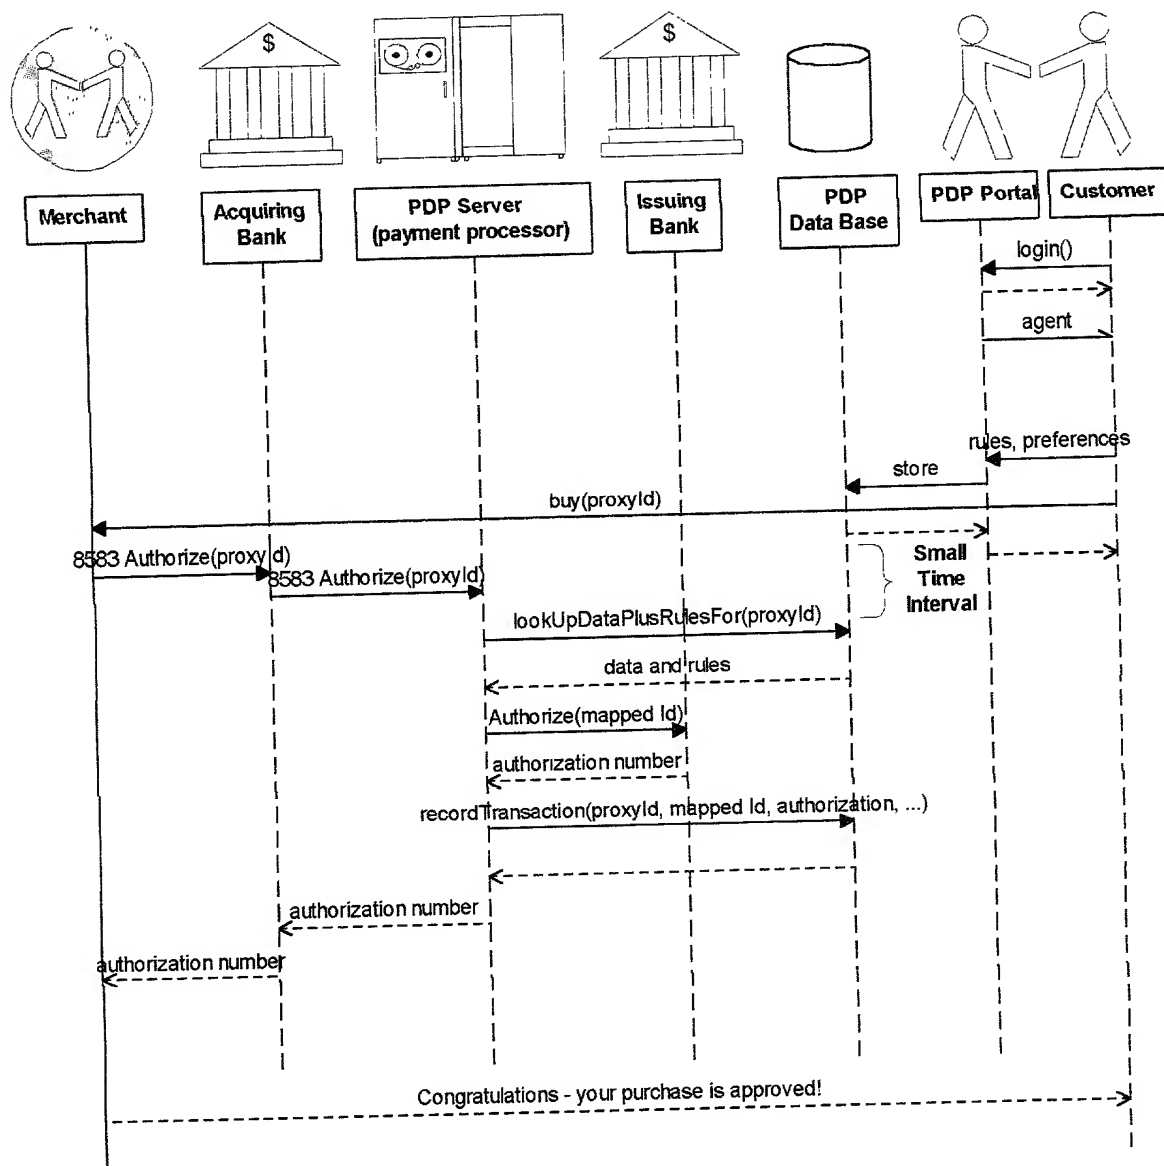 $
$
Merchant
Acquiring
Bank
PDP Server
(payment processor)
Issuing
Bank
PDP
Data Base
PDP Portal
Customer
login()
agent
rules, preferences
store
buy(proxyId)
8583 Authorize(proxyId)
8583 Authorize(proxyId)
Small
Time
Interval
lookUpDataPlusRulesFor(proxyId)
data and rules
Authorize(mapped Id)
authorization number
recordTransaction(proxyId, mapped Id, authorization, ...)
authorization number
authorization number
Congratulations - your purchase is approved!